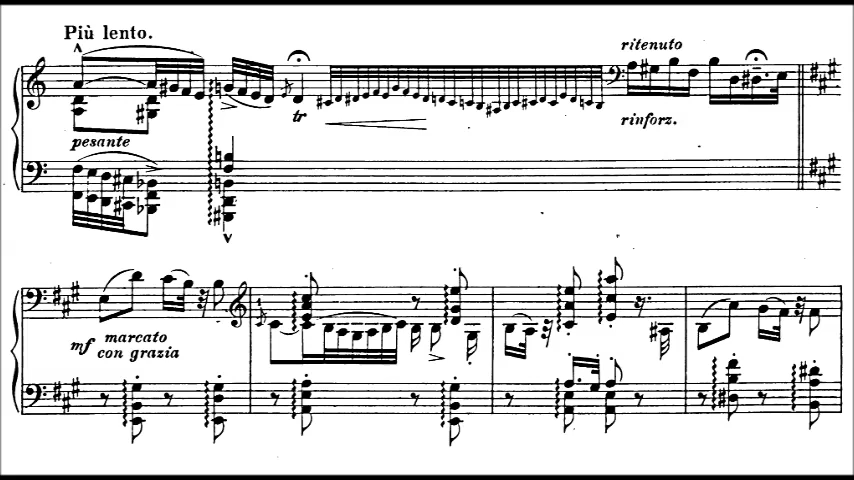 Più lento.
ritenuto
tr
rinforz.
pesante
mf marcato
con grazia